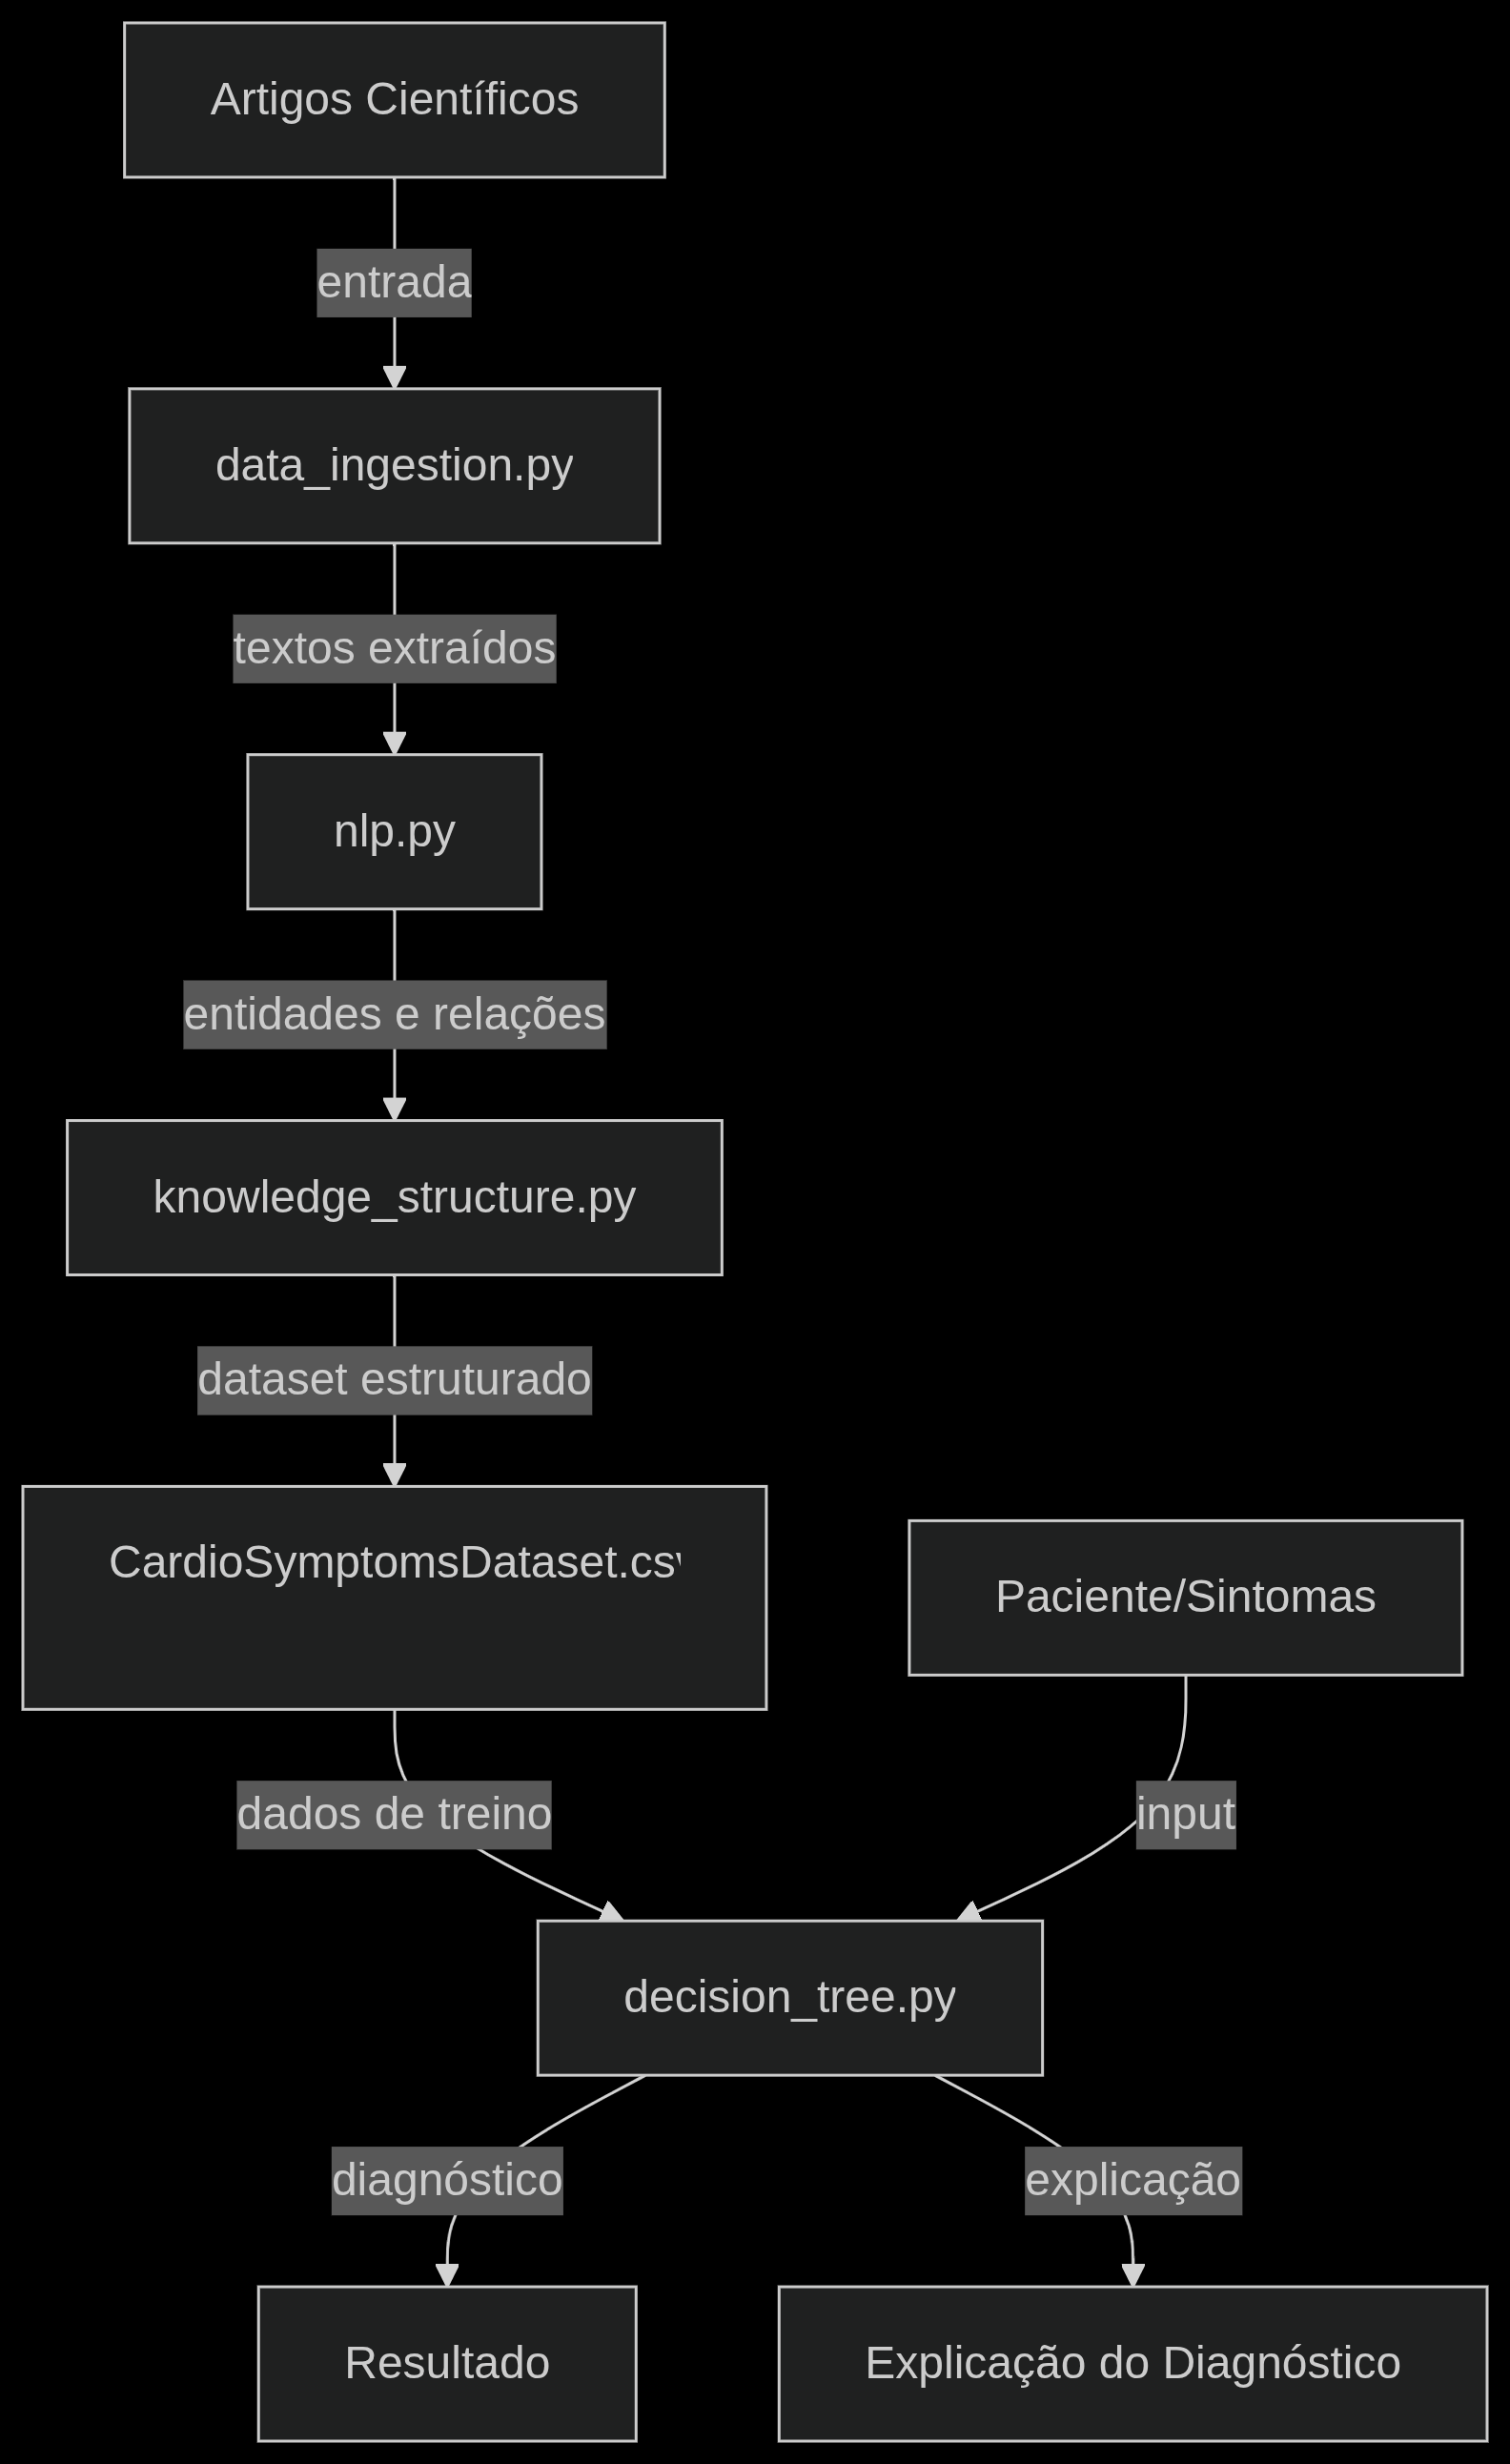 Artigos Científicos
entrada
data_ingestion.py
textos extraídos
nlp.py
entidades e relações
knowledge_structure.py
dataset estruturado
CardioSymptomsDataset.csv
Paciente/Sintomas
dados de treino
input
decision_tree.py
diagnóstico
explicação
Resultado
Explicação do Diagnóstico